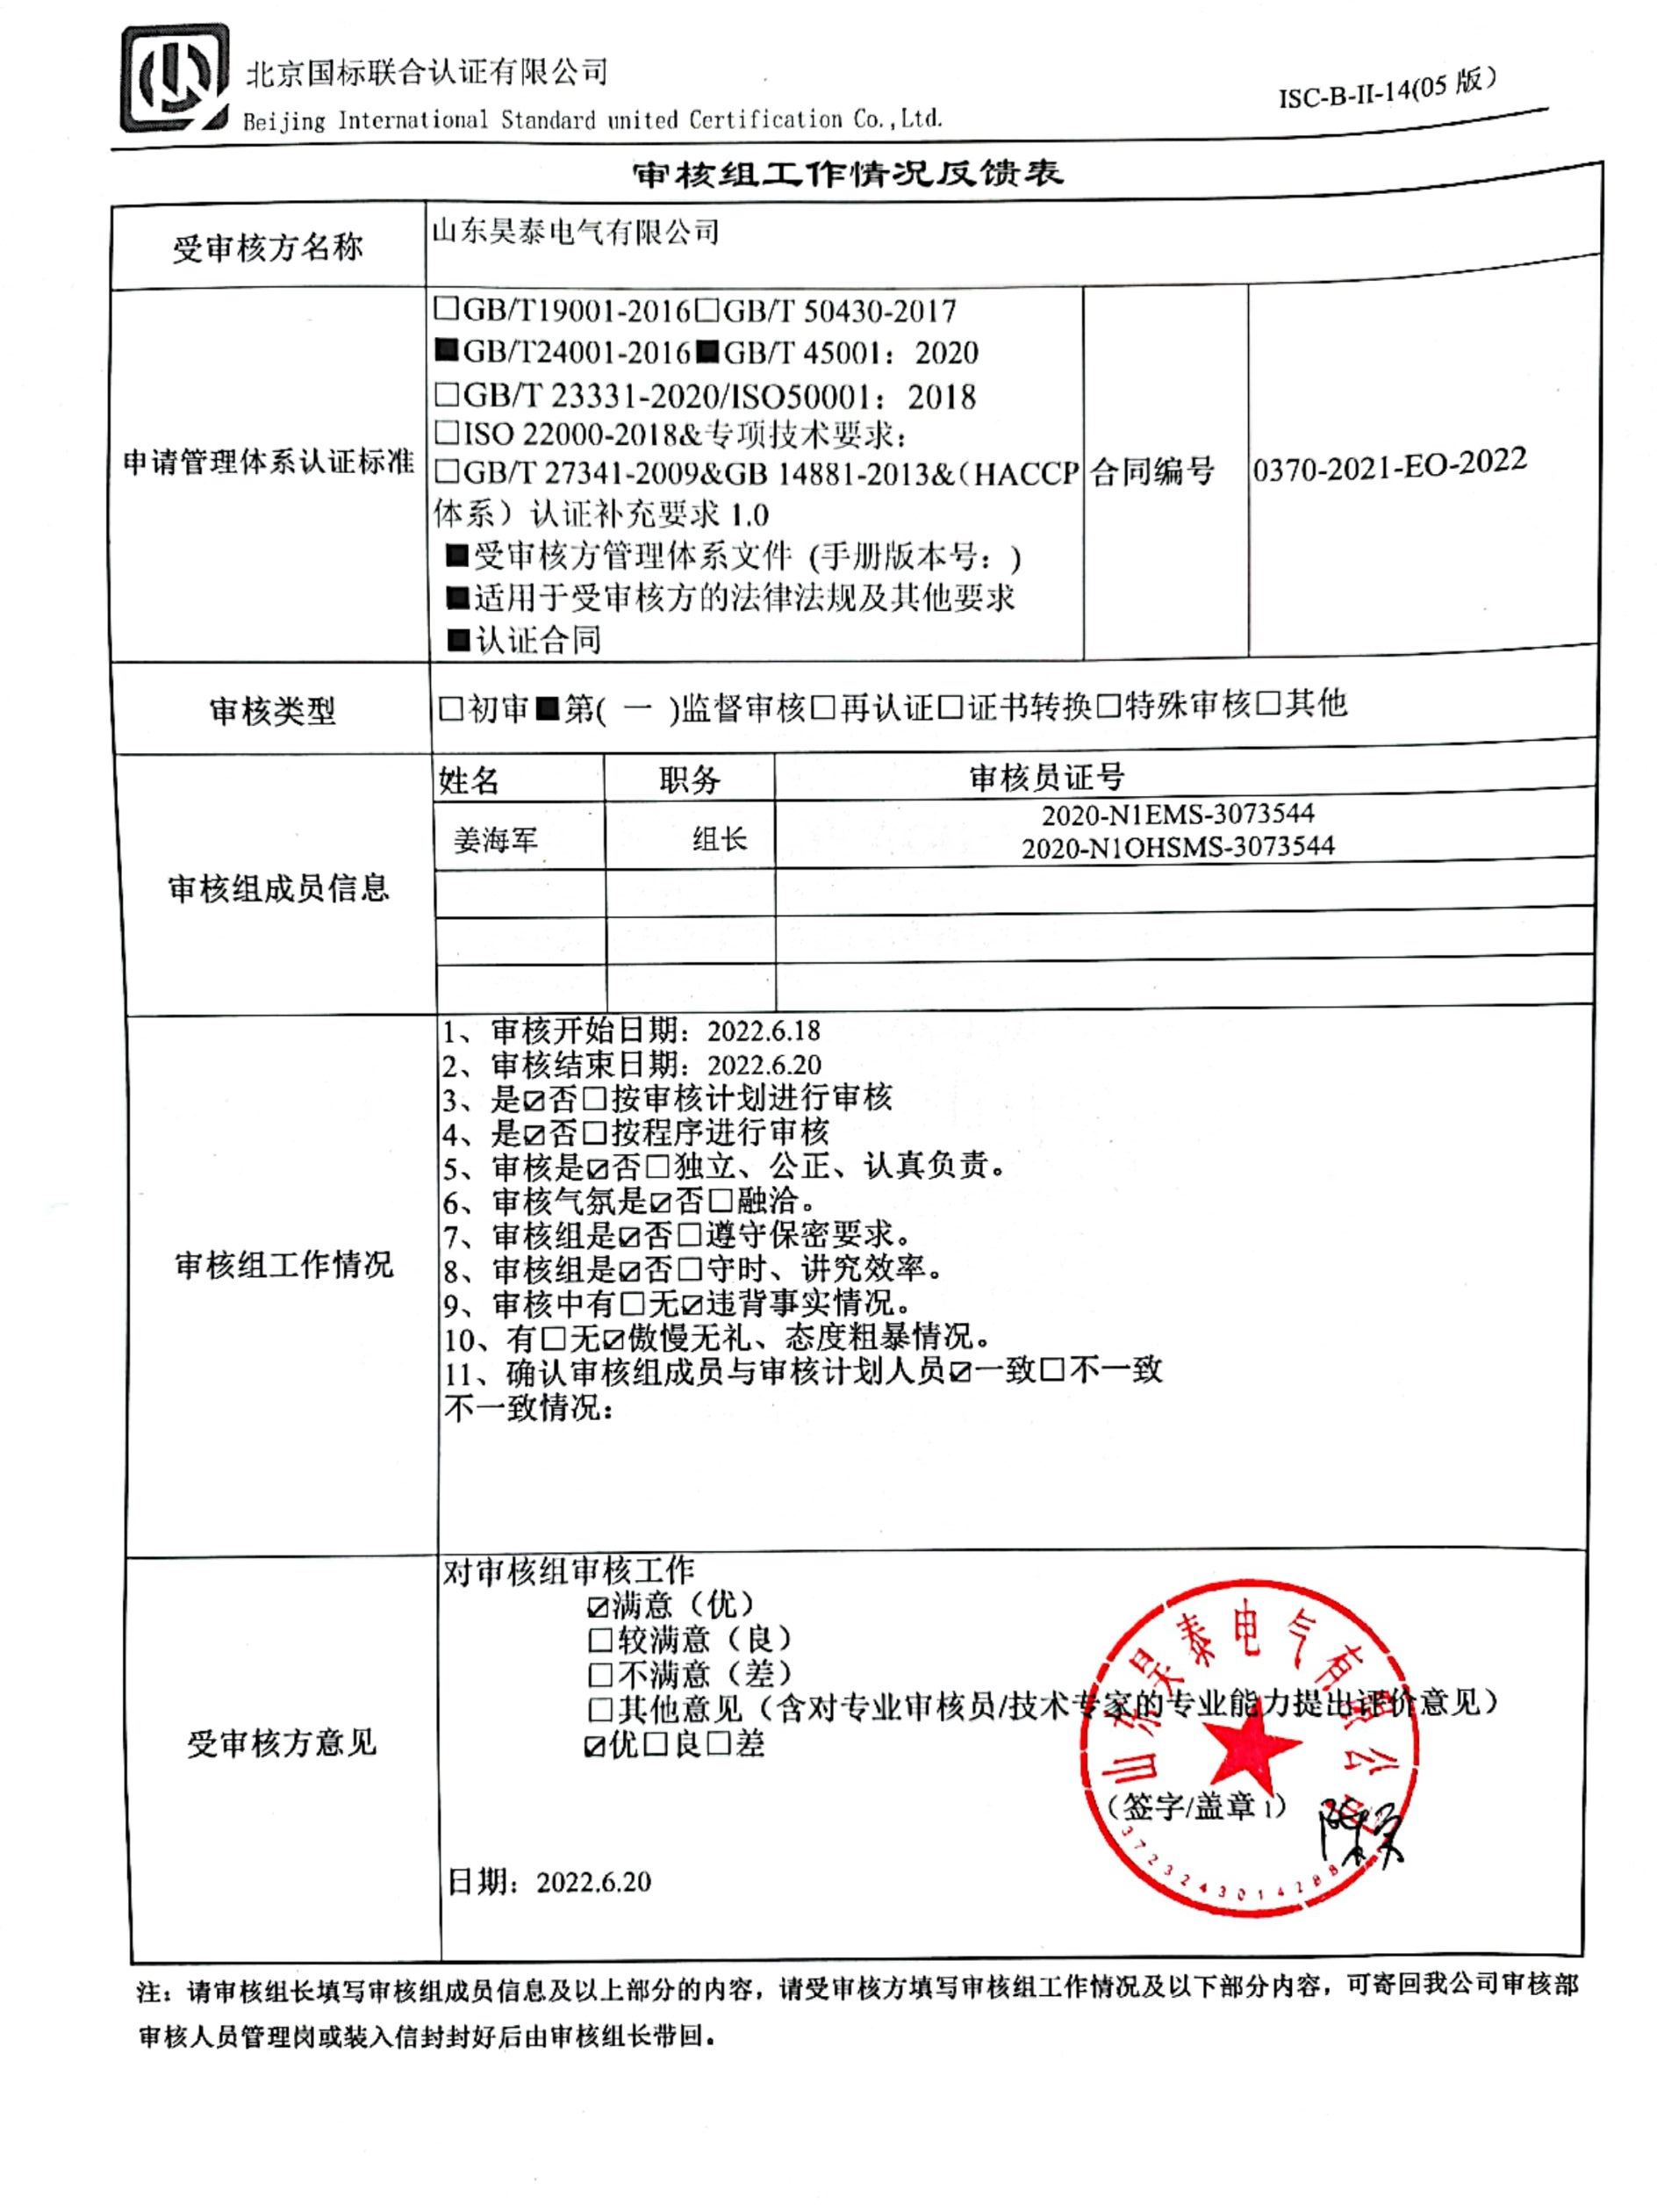 北京国标联合认证有限公司
Beijing International Standard united Certification Co.,Ltd.
ISC-B-II-14(05 版)
审核组工作情况反馈表
受审核方名称
山东昊泰电气有限公司
申请管理体系认证标准
□GB/T19001-2016□GB/T 50430-2017
■GB/T24001-2016■GB/T 45001：2020
□GB/T 23331-2020/ISO50001：2018
□ISO 22000-2018&专项技术要求：
□GB/T 27341-2009&GB 14881-2013&（HACCP
体系）认证补充要求 1.0
■受审核方管理体系文件 (手册版本号：)
■适用于受审核方的法律法规及其他要求
■认证合同
合同编号
0370-2021-EO-2022
审核类型
□初审■第( 一 )监督审核□再认证□证书转换□特殊审核□其他
审核组成员信息
姓名 职务 审核员证号
姜海军 组长
2020-N1EMS-3073544
2020-N1OHSMS-3073544
审核组工作情况
1、审核开始日期：2022.6.18
2、审核结束日期：2022.6.20
3、是☑否□按审核计划进行审核
4、是☑否□按程序进行审核
5、审核是☑否□独立、公正、认真负责。
6、审核气氛是☑否□融洽。
7、审核组是☑否□遵守保密要求。
8、审核组是☑否□守时、讲究效率。
9、审核中有□无☑违背事实情况。
10、有□无☑傲慢无礼、态度粗暴情况。
11、确认审核组成员与审核计划人员☑一致□不一致
不一致情况：
受审核方意见
对审核组审核工作
☑满意（优）
□较满意（良）
□不满意（差）
□其他意见（含对专业审核员/技术专家的专业能力提出评价意见）
☑优□良□差
（签字/盖章）
日期：2022.6.20
山东昊泰电气有限公司
3723243014288
注：请审核组长填写审核组成员信息及以上部分的内容，请受审核方填写审核组工作情况及以下部分内容，可寄回我公司审核部
审核人员管理岗或装入信封封好后由审核组长带回。